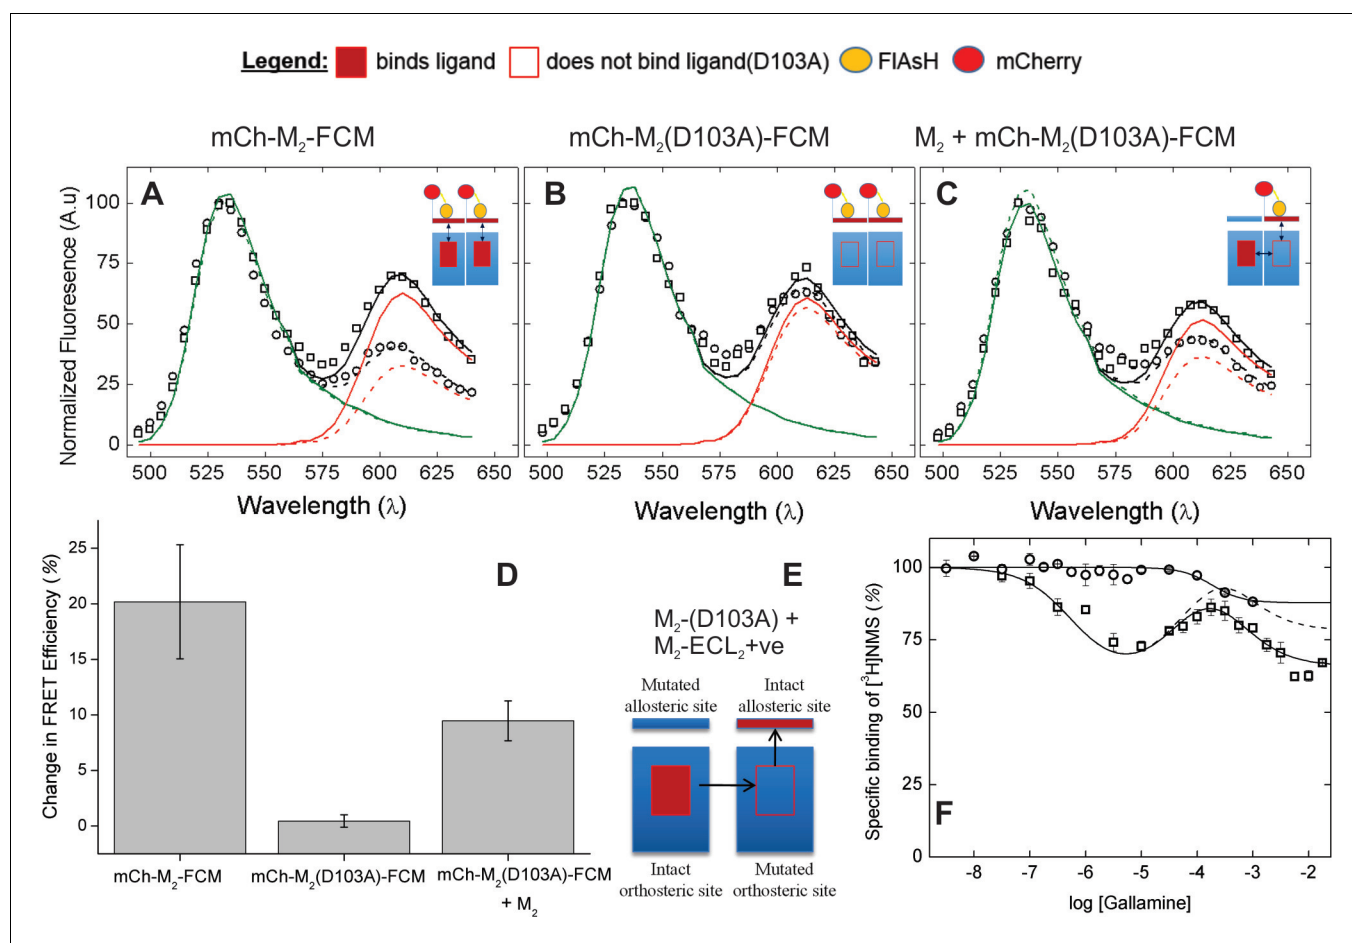 Legend: binds ligand does not bind ligand(D103A) FlAsH mCherry
mCh-M₂-FCM mCh-M₂(D103A)-FCM M₂ + mCh-M₂(D103A)-FCM
A B C
Normalized Fluoresence (A.u)
100
75
50
25
0
500 525 550 575 600 625 650
500 525 550 575 600 625 650
500 525 550 575 600 625 650
Wavelength (λ) Wavelength (λ) Wavelength (λ)
D
Change in FRET Efficiency (%)
25
20
15
10
5
0
mCh-M₂-FCM mCh-M₂(D103A)-FCM mCh-M₂(D103A)-FCM
+ M₂
E
M₂-(D103A) +
M₂-ECL₂+ve
Mutated Intact
allosteric site allosteric site
Intact Mutated
orthosteric site orthosteric site
F
Specific binding of [³H]NMS (%)
100
75
50
25
0
-8 -7 -6 -5 -4 -3 -2
log [Gallamine]